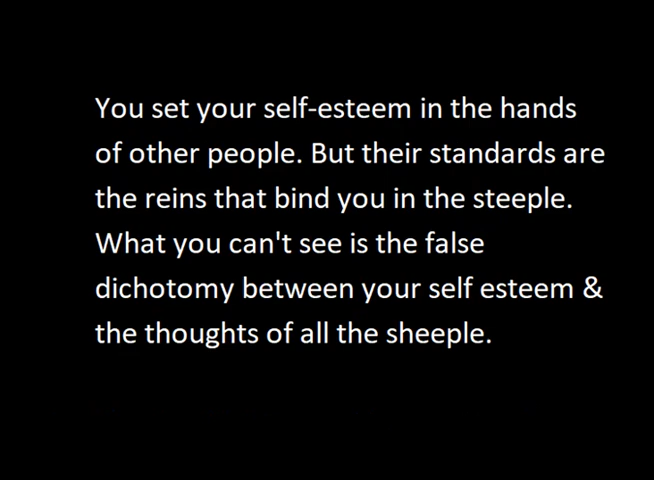 You set your self-esteem in the hands
of other people. But their standards are
the reins that bind you in the steeple.
What you can't see is the false
dichotomy between your self esteem &
the thoughts of all the sheeple.